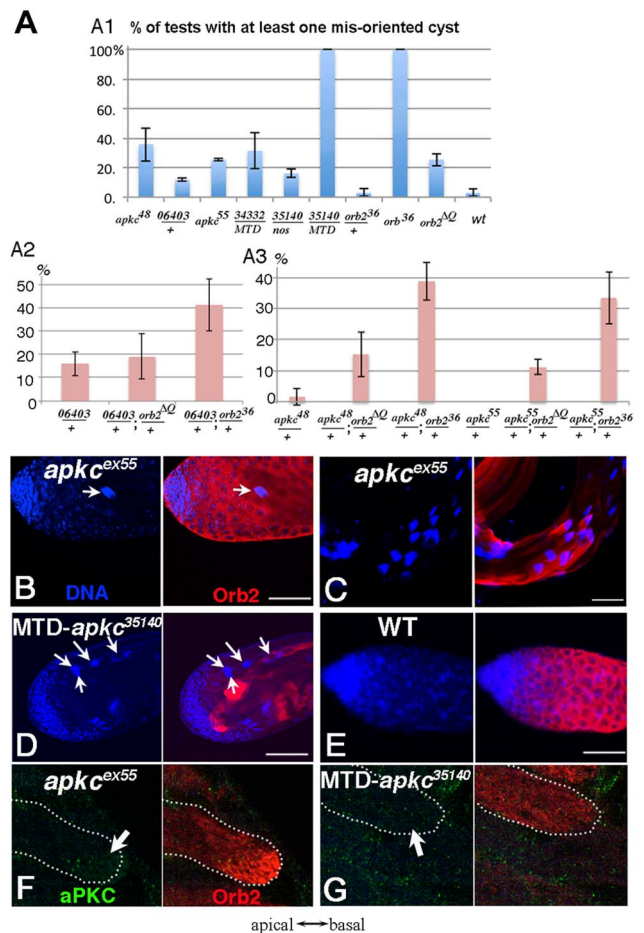 A
A1 % of tests with at least one mis-oriented cyst
100%
80.
60.
40.
20.
0.
apkc48 06403/+ apkc55 34332/MTD 35140/nos 35140/MTD orb236/+ orb36 orb2ΔQ wt
A2
%
50
40
30
20
10
0
06403/+ 06403/+;orb2ΔQ/+ 06403/+;orb236/+
A3 %
40
30
20
10
0
apkc48/+ apkc48/+;orb2ΔQ/+ apkc48/+;orb236/+ apkc55/+ apkc55/+;orb2ΔQ/+ apkc55/+;orb236/+
apkcex55
B DNA Orb2
apkcex55
C
MTD-apkc35140
D
WT
E
apkcex55
F aPKC Orb2
MTD-apkc35140
G
apical ⟷ basal